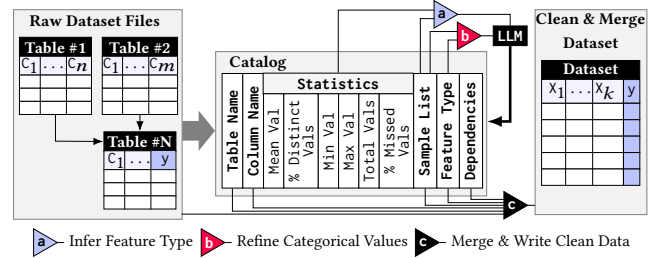 Raw Dataset Files
Table #1
C1 ... Cn
Table #2
C1 ... Cm
Table #N
C1 ... y
Catalog
Statistics
Table Name
Column Name
Mean Val
% Distinct
Vals
Min Val
Max Val
Total Vals
% Missed
Vals
Sample List
Feature Type
Dependencies
a
b
LLM
c
Clean & Merge
Dataset
Dataset
X1 ... Xk y
a Infer Feature Type
b Refine Categorical Values
c Merge & Write Clean Data